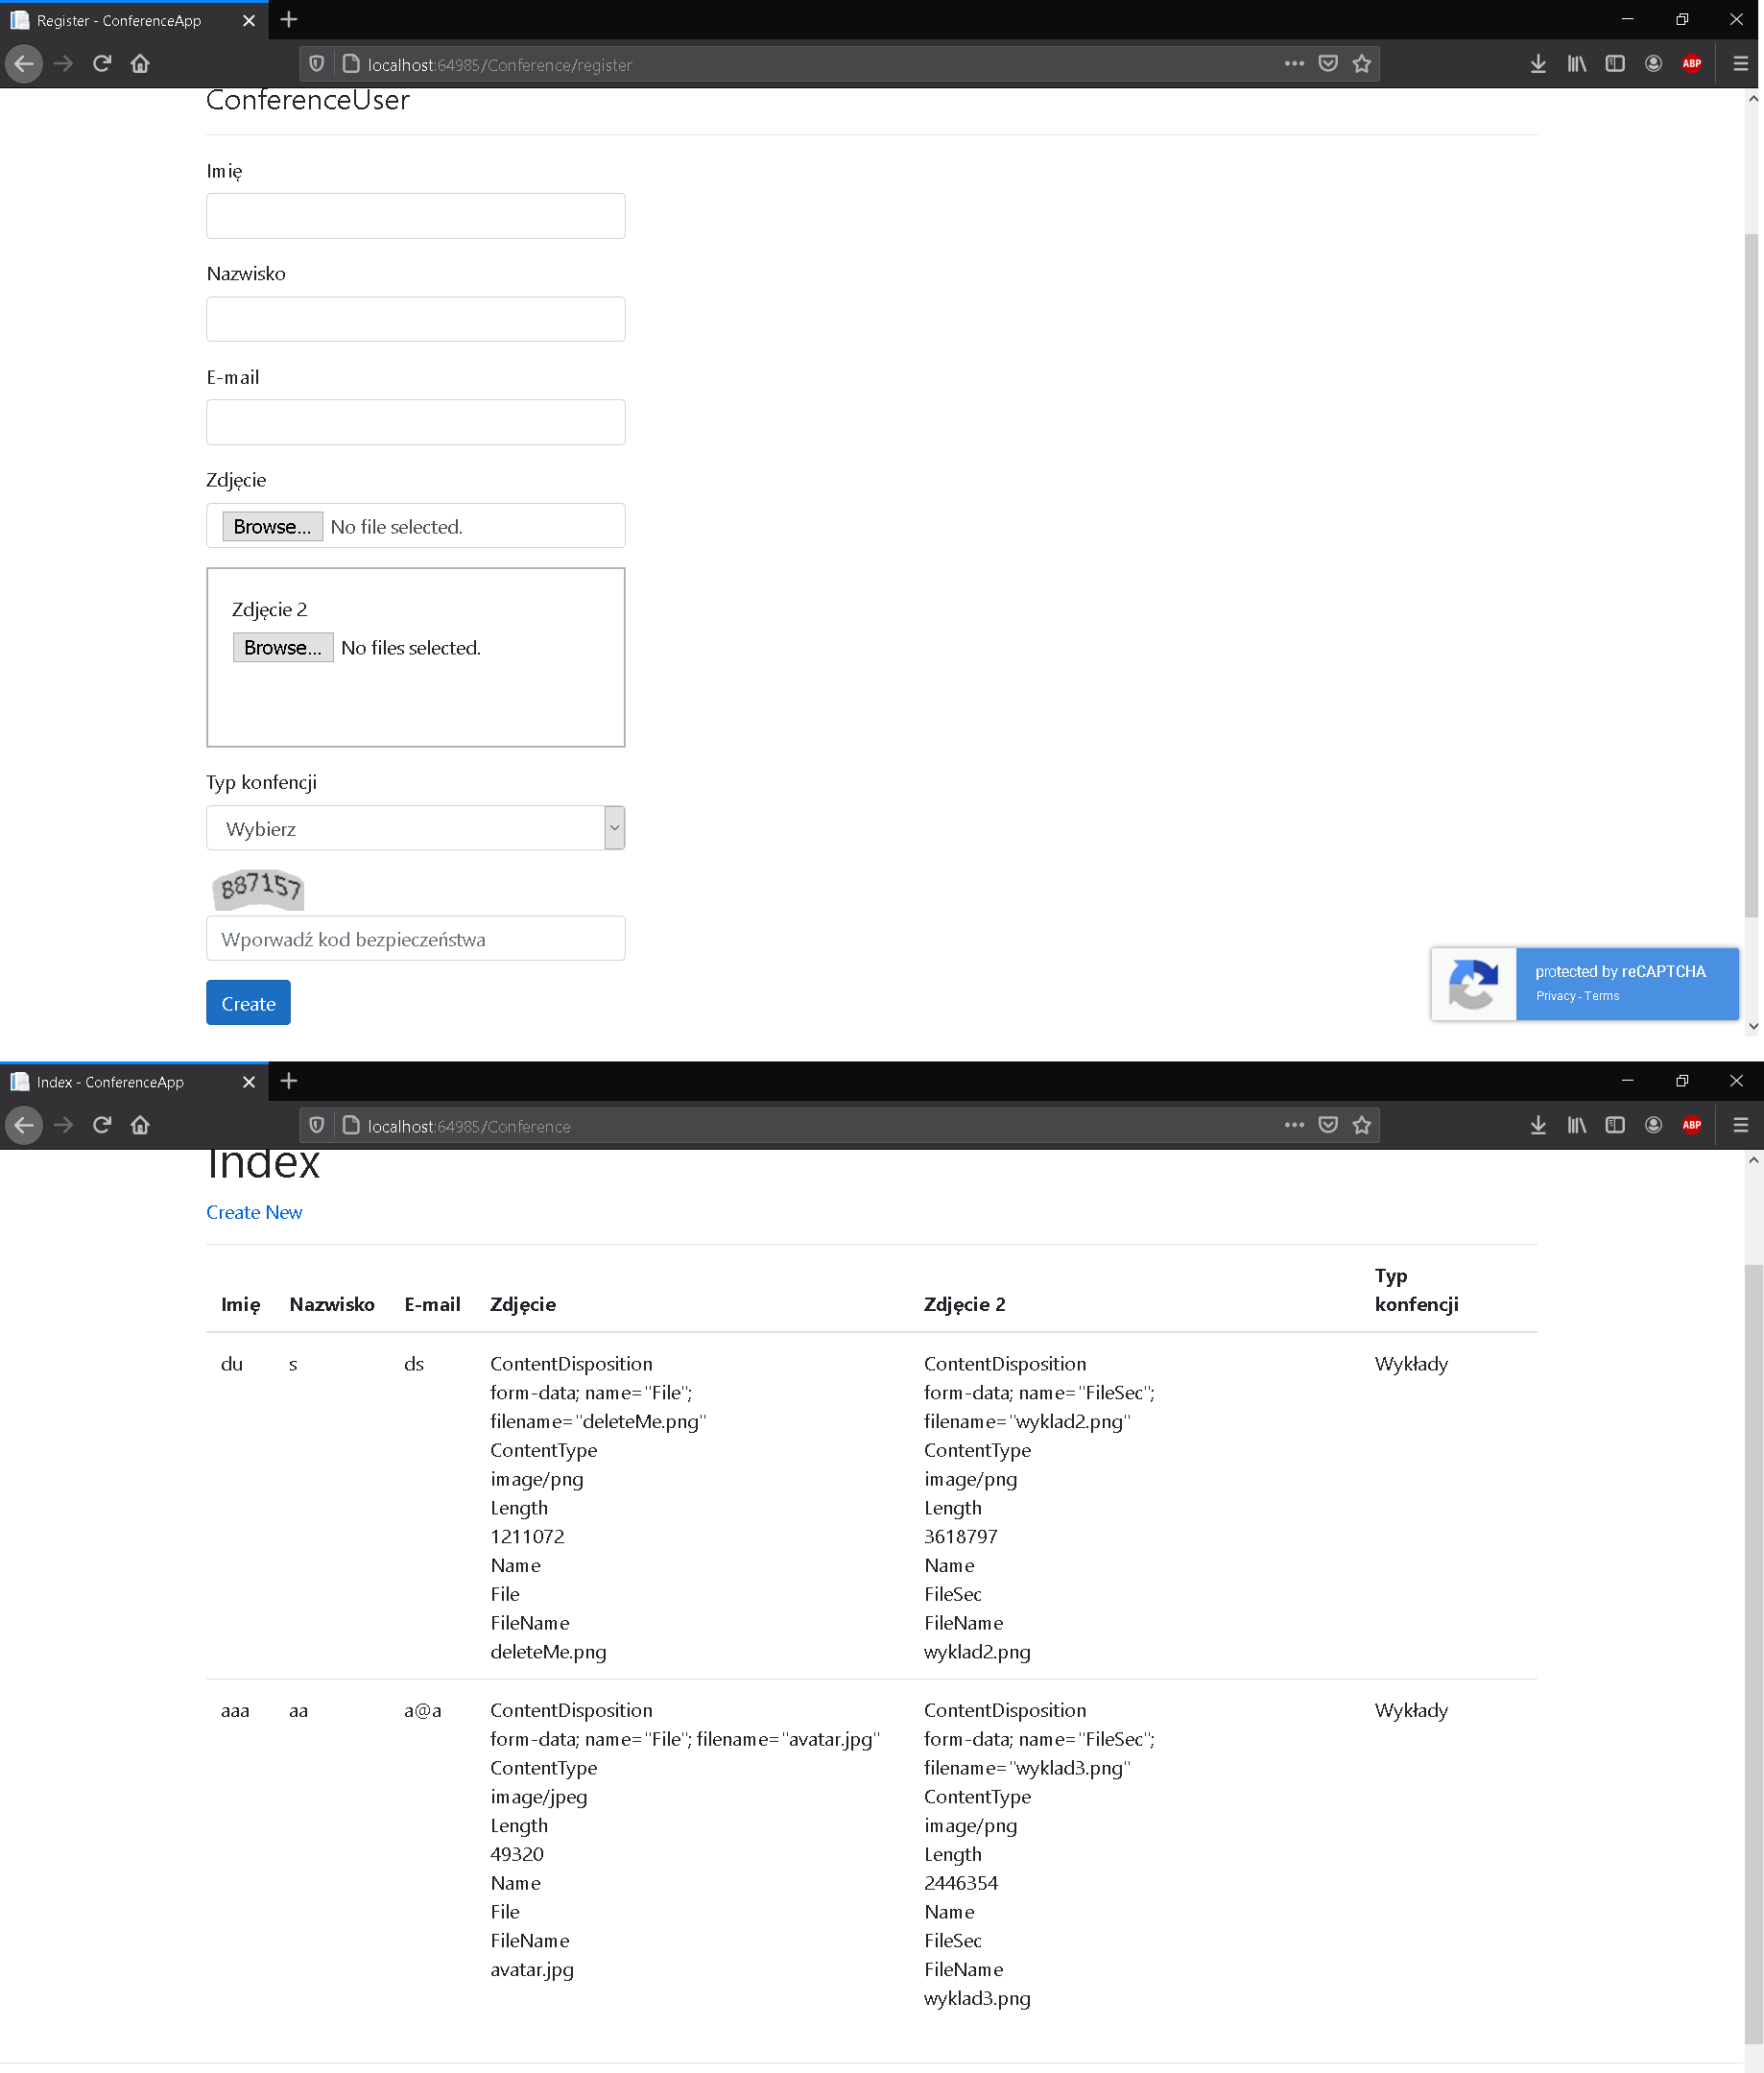 Register - ConferenceApp
localhost:64985/Conference/register
ABP
ConferenceUser
Imię
Nazwisko
E-mail
Zdjęcie
Browse... No file selected.
Zdjęcie 2
Browse... No files selected.
Typ konfencji
Wybierz
887157
Wporwadź kod bezpieczeństwa
Create
protected by reCAPTCHA
Privacy - Terms
Index - ConferenceApp
localhost:64985/Conference
ABP
Index
Create New
Imię Nazwisko E-mail Zdjęcie Zdjęcie 2 Typ konfencji
du s ds ContentDisposition ContentDisposition Wykłady
form-data; name="File"; form-data; name="FileSec";
filename="deleteMe.png" filename="wyklad2.png"
ContentType ContentType
image/png image/png
Length Length
1211072 3618797
Name Name
File FileSec
FileName FileName
deleteMe.png wyklad2.png
aaa aa a@a ContentDisposition ContentDisposition Wykłady
form-data; name="File"; filename="avatar.jpg" form-data; name="FileSec";
ContentType filename="wyklad3.png"
image/jpeg ContentType
Length image/png
49320 Length
Name 2446354
File Name
FileName FileSec
avatar.jpg FileName
wyklad3.png